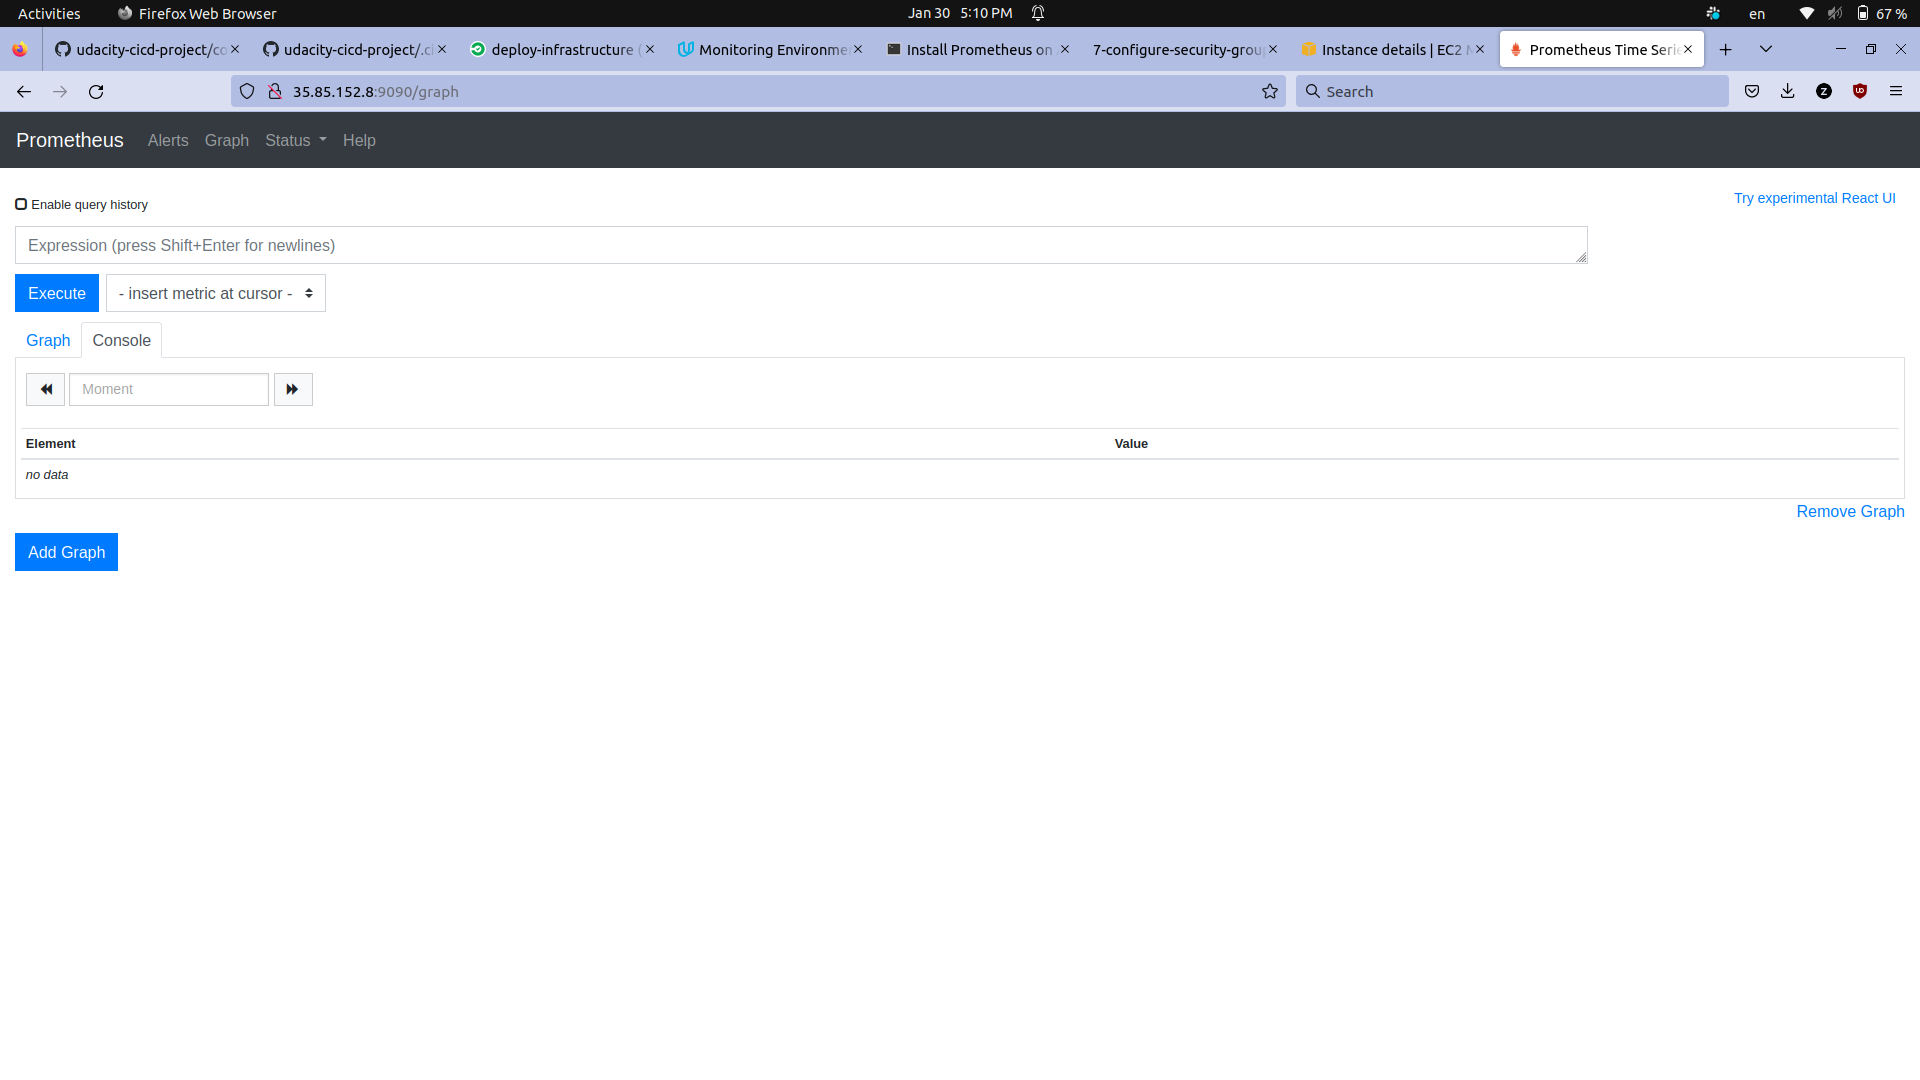 Activities Firefox Web Browser Jan 30 5:10 PM en 67 %
udacity-cicd-project/co udacity-cicd-project/.ci deploy-infrastructure ( Monitoring Environme Install Prometheus on 7-configure-security-grou Instance details | EC2 M Prometheus Time Serie
35.85.152.8:9090/graph Search
Prometheus Alerts Graph Status Help
Enable query history Try experimental React UI
Expression (press Shift+Enter for newlines)
Execute - insert metric at cursor -
Graph Console
Moment
Element Value
no data
Remove Graph
Add Graph